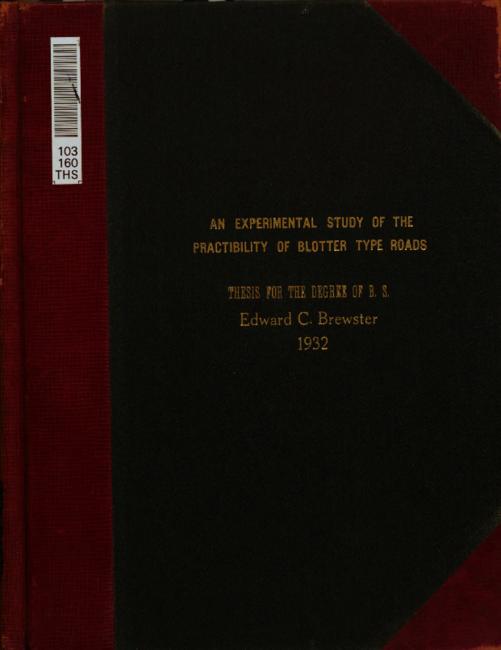 103
160
THS
AN EXPERIMENTAL STUDY OF THE
PRACTIBILITY OF BLOTTER TYPE ROADS
THESIS FOR THE DEGREE OF B. S.
Edward C. Brewster
1932